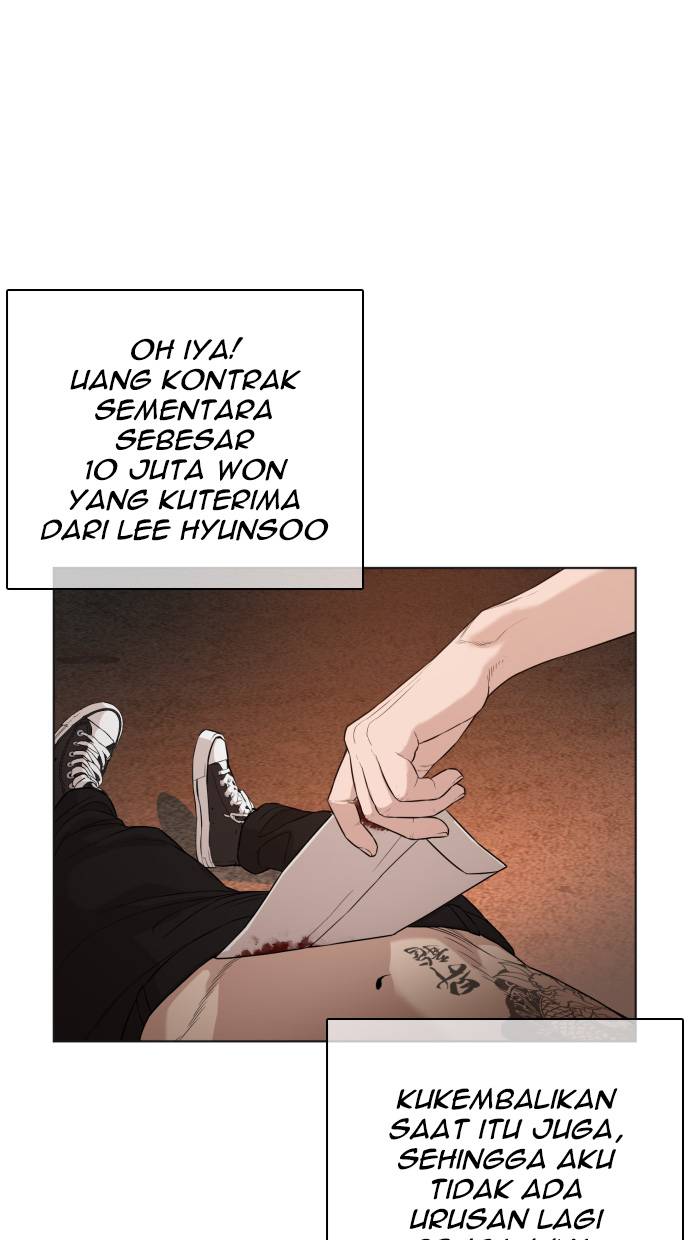 OH IYA!
UANG KONTRAK
SEMENTARA
SEBESAR
10 JUTA WON
YANG KUTERIMA
DARI LEE HYUNSOO
KUKEMBALIKAN
SAAT ITU JUGA,
SEHINGGA AKU
TIDAK ADA
URUSAN LAGI